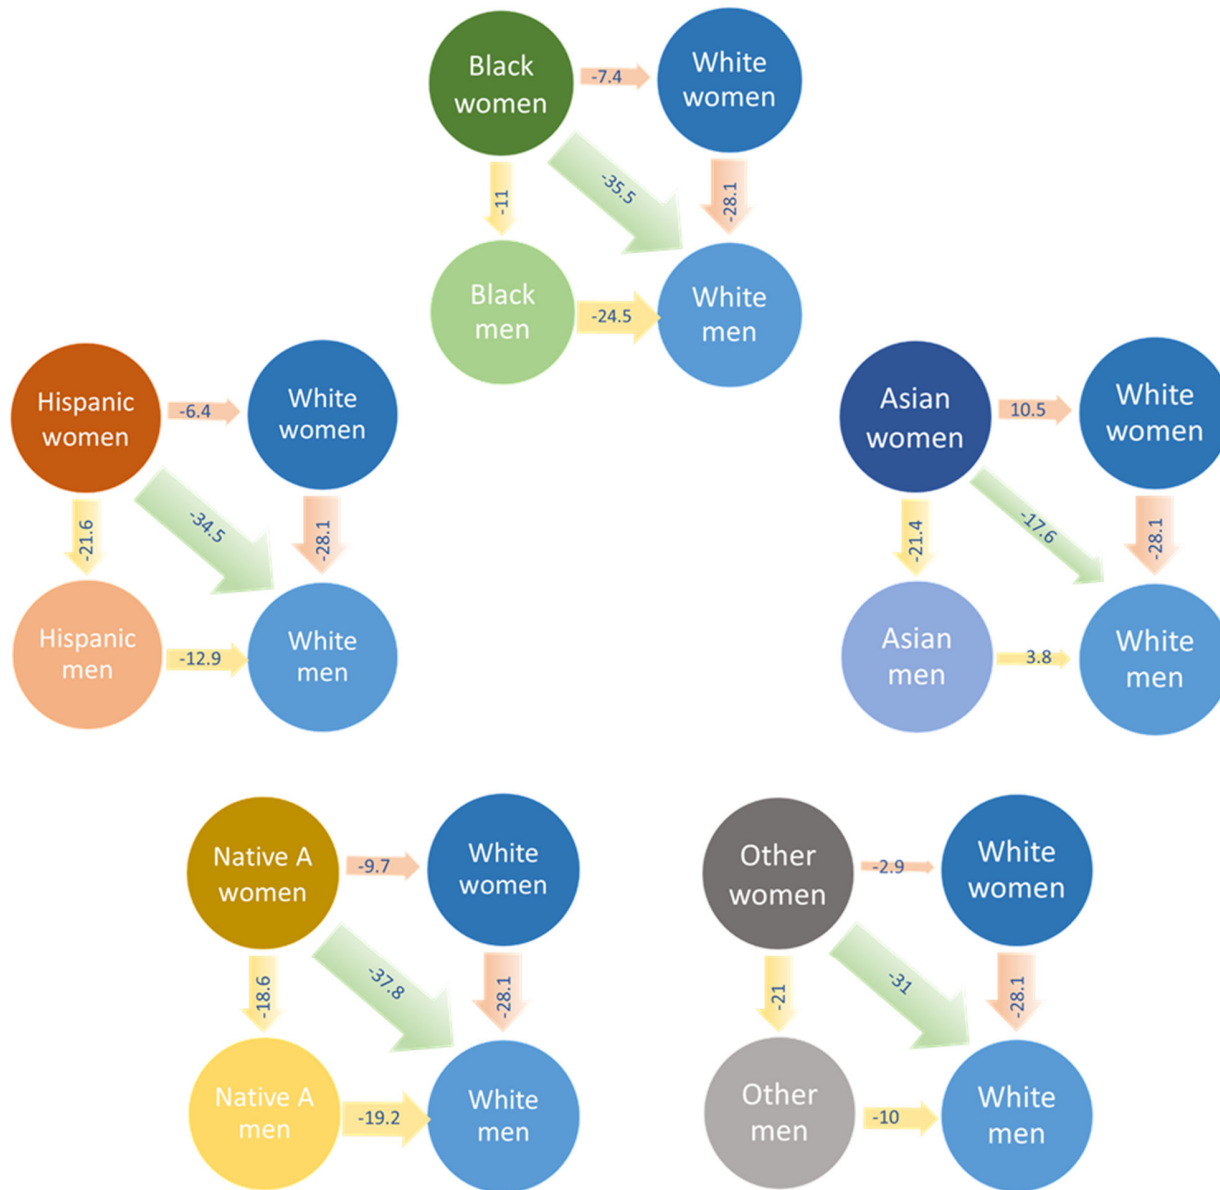 Black
women
-7.4
White
women
-11
-35.5
-28.1
Black
men
-24.5
White
men
Hispanic
women
-6.4
White
women
-21.6
-34.5
-28.1
Hispanic
men
-12.9
White
men
Asian
women
10.5
White
women
-21.4
-17.6
-28.1
Asian
men
3.8
White
men
Native A
women
-9.7
White
women
-18.6
-37.8
-28.1
Native A
men
-19.2
White
men
Other
women
-2.9
White
women
-21
-31
-28.1
Other
men
-10
White
men